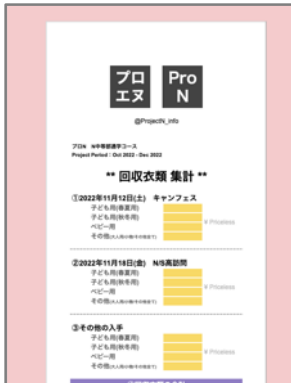 プロ
エヌ
Pro
N
@ProjectN_info
プロN N中等部通学コース
Project Period : Oct 2022 - Dec 2022
** 回収衣類 集計 **
①2022年11月12日(土) キャンフェス
子ども用(春夏用)
子ども用(秋冬用)
ベビー用
その他
¥ Priceless
②2022年11月18日(金) N/S高訪問
子ども用(春夏用)
子ども用(秋冬用)
ベビー用
その他
¥ Priceless
③その他の入手
子ども用(春夏用)
子ども用(秋冬用)
ベビー用
その他
¥ Priceless